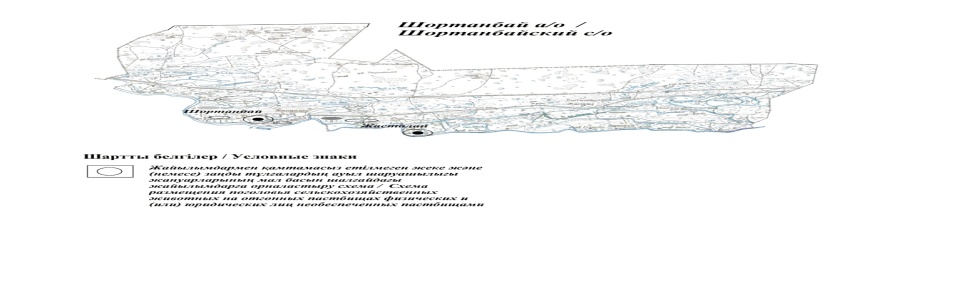 Шортанбай а/о /
Шортанбайский с/о
Шортанбай
Жасталап
Шартты белгілер / Условные знаки
Жайылымдармен қамтамасыз етілмеген жеке және
(немесе) заңды тұлғалардың ауыл шаруашылығы
жануарларының мал басын шалғайдағы
жайылымдарға орналастыру схема / Схема
размещения поголовья сельскохозяйственных
животных на отгонных пастбищах физических и
(или) юридических лиц необеспеченных пастбищами